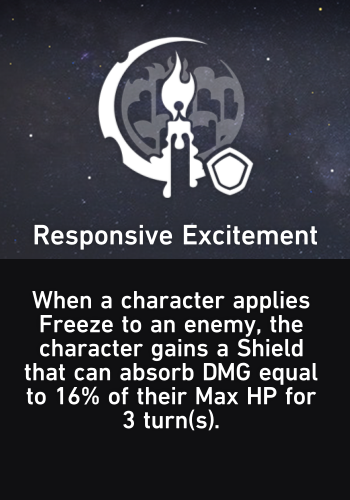 Responsive Excitement
When a character applies
Freeze to an enemy, the
character gains a Shield
that can absorb DMG equal
to 16% of their Max HP for
3 turn(s).